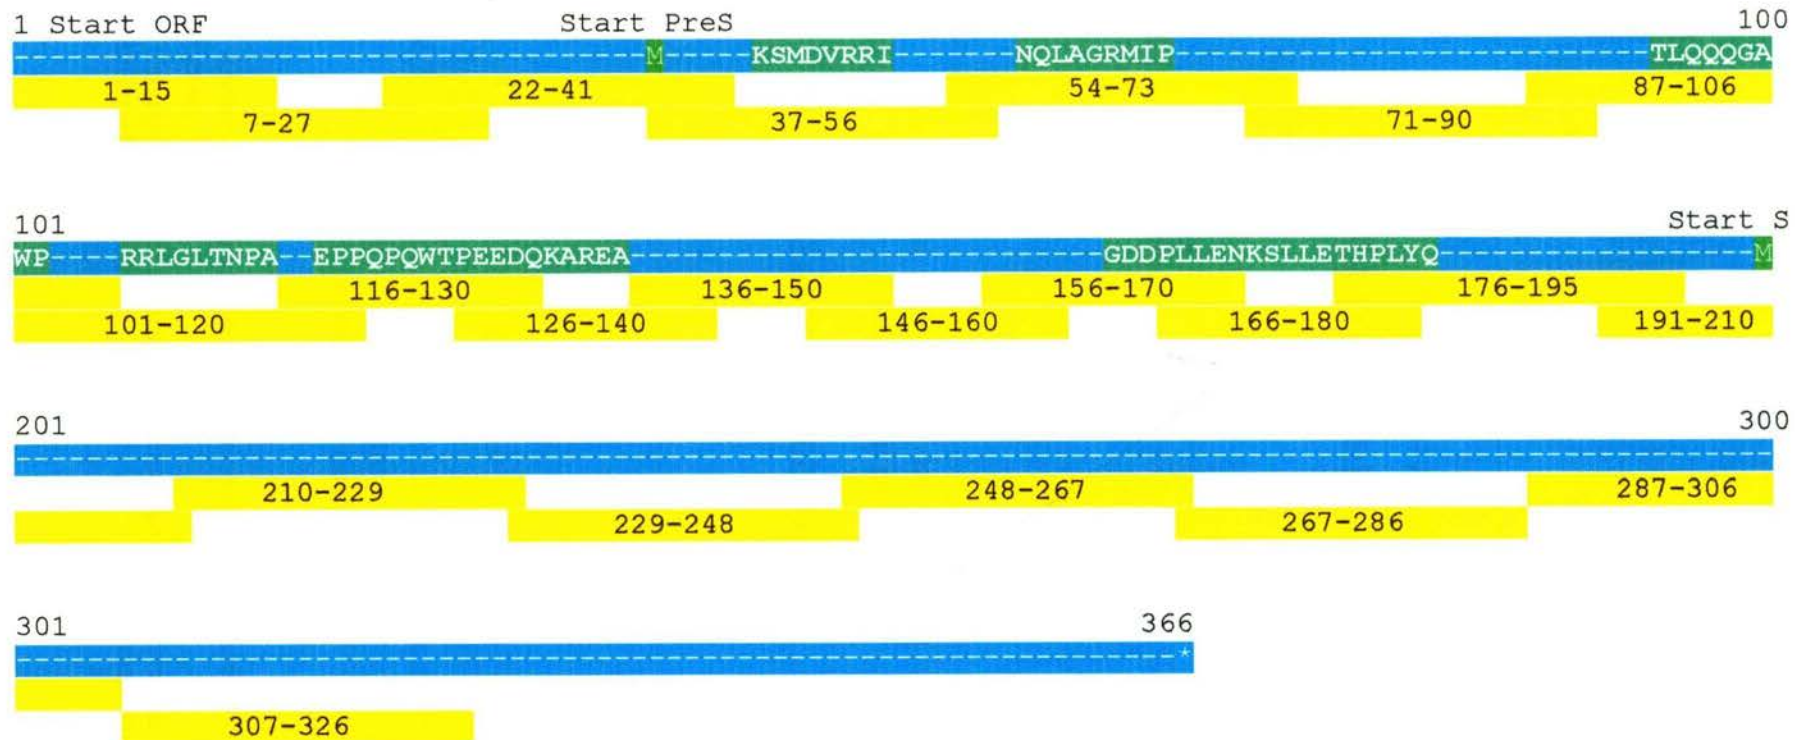 1 Start ORF Start PreS 100
------------------------------------M-----KSMDVRRI-------NQLAGRMIP---------------------------TLQQQGA
1-15 22-41 54-73 87-106
7-27 37-56 71-90
101 Start S
WP----RRLGLTNPA--EPPQPQWTPEEDQKAREA---------------------------GDDPLLENKSLLETHPLYQ------------------M
116-130 136-150 156-170 176-195
101-120 126-140 146-160 166-180 191-210
201 300
----------------------------------------------------------------------------------------------------
210-229 248-267 287-306
229-248 267-286
301 366
------------------------------------------------------------------*
307-326